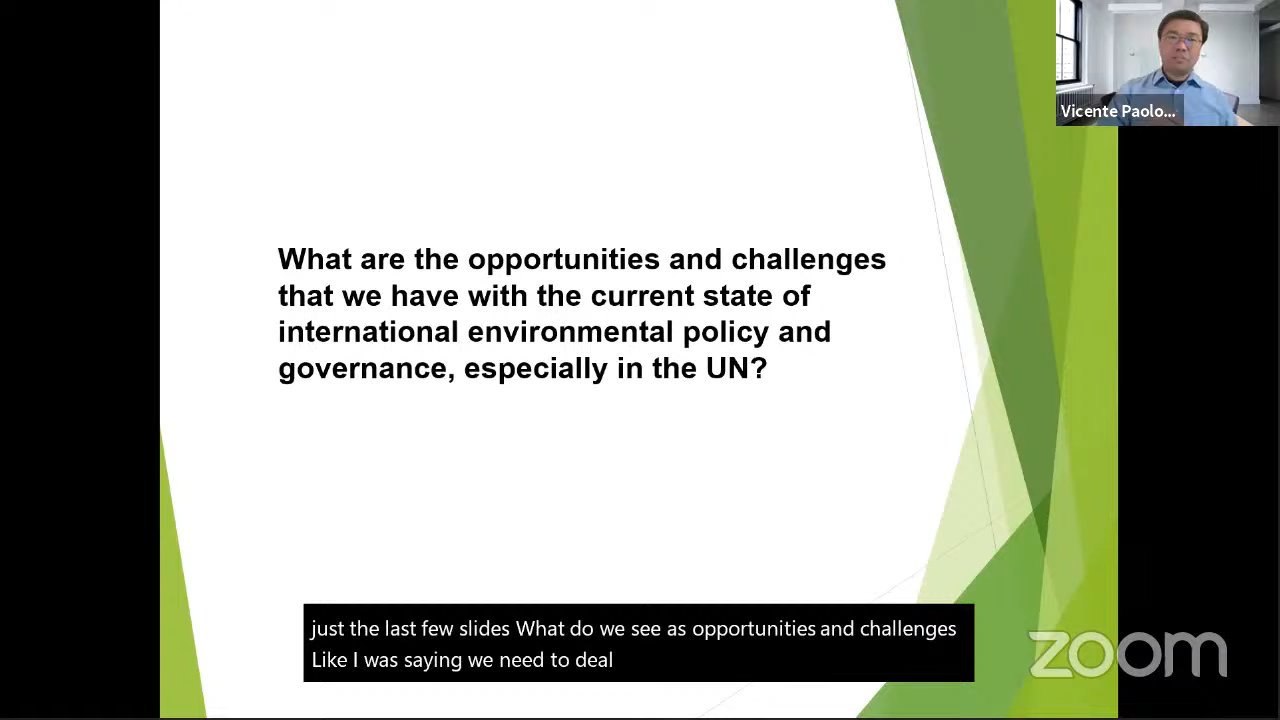 Vicente Paolo...
What are the opportunities and challenges
that we have with the current state of
international environmental policy and
governance, especially in the UN?
just the last few slides What do we see as opportunities and challenges
Like I was saying we need to deal
zoom